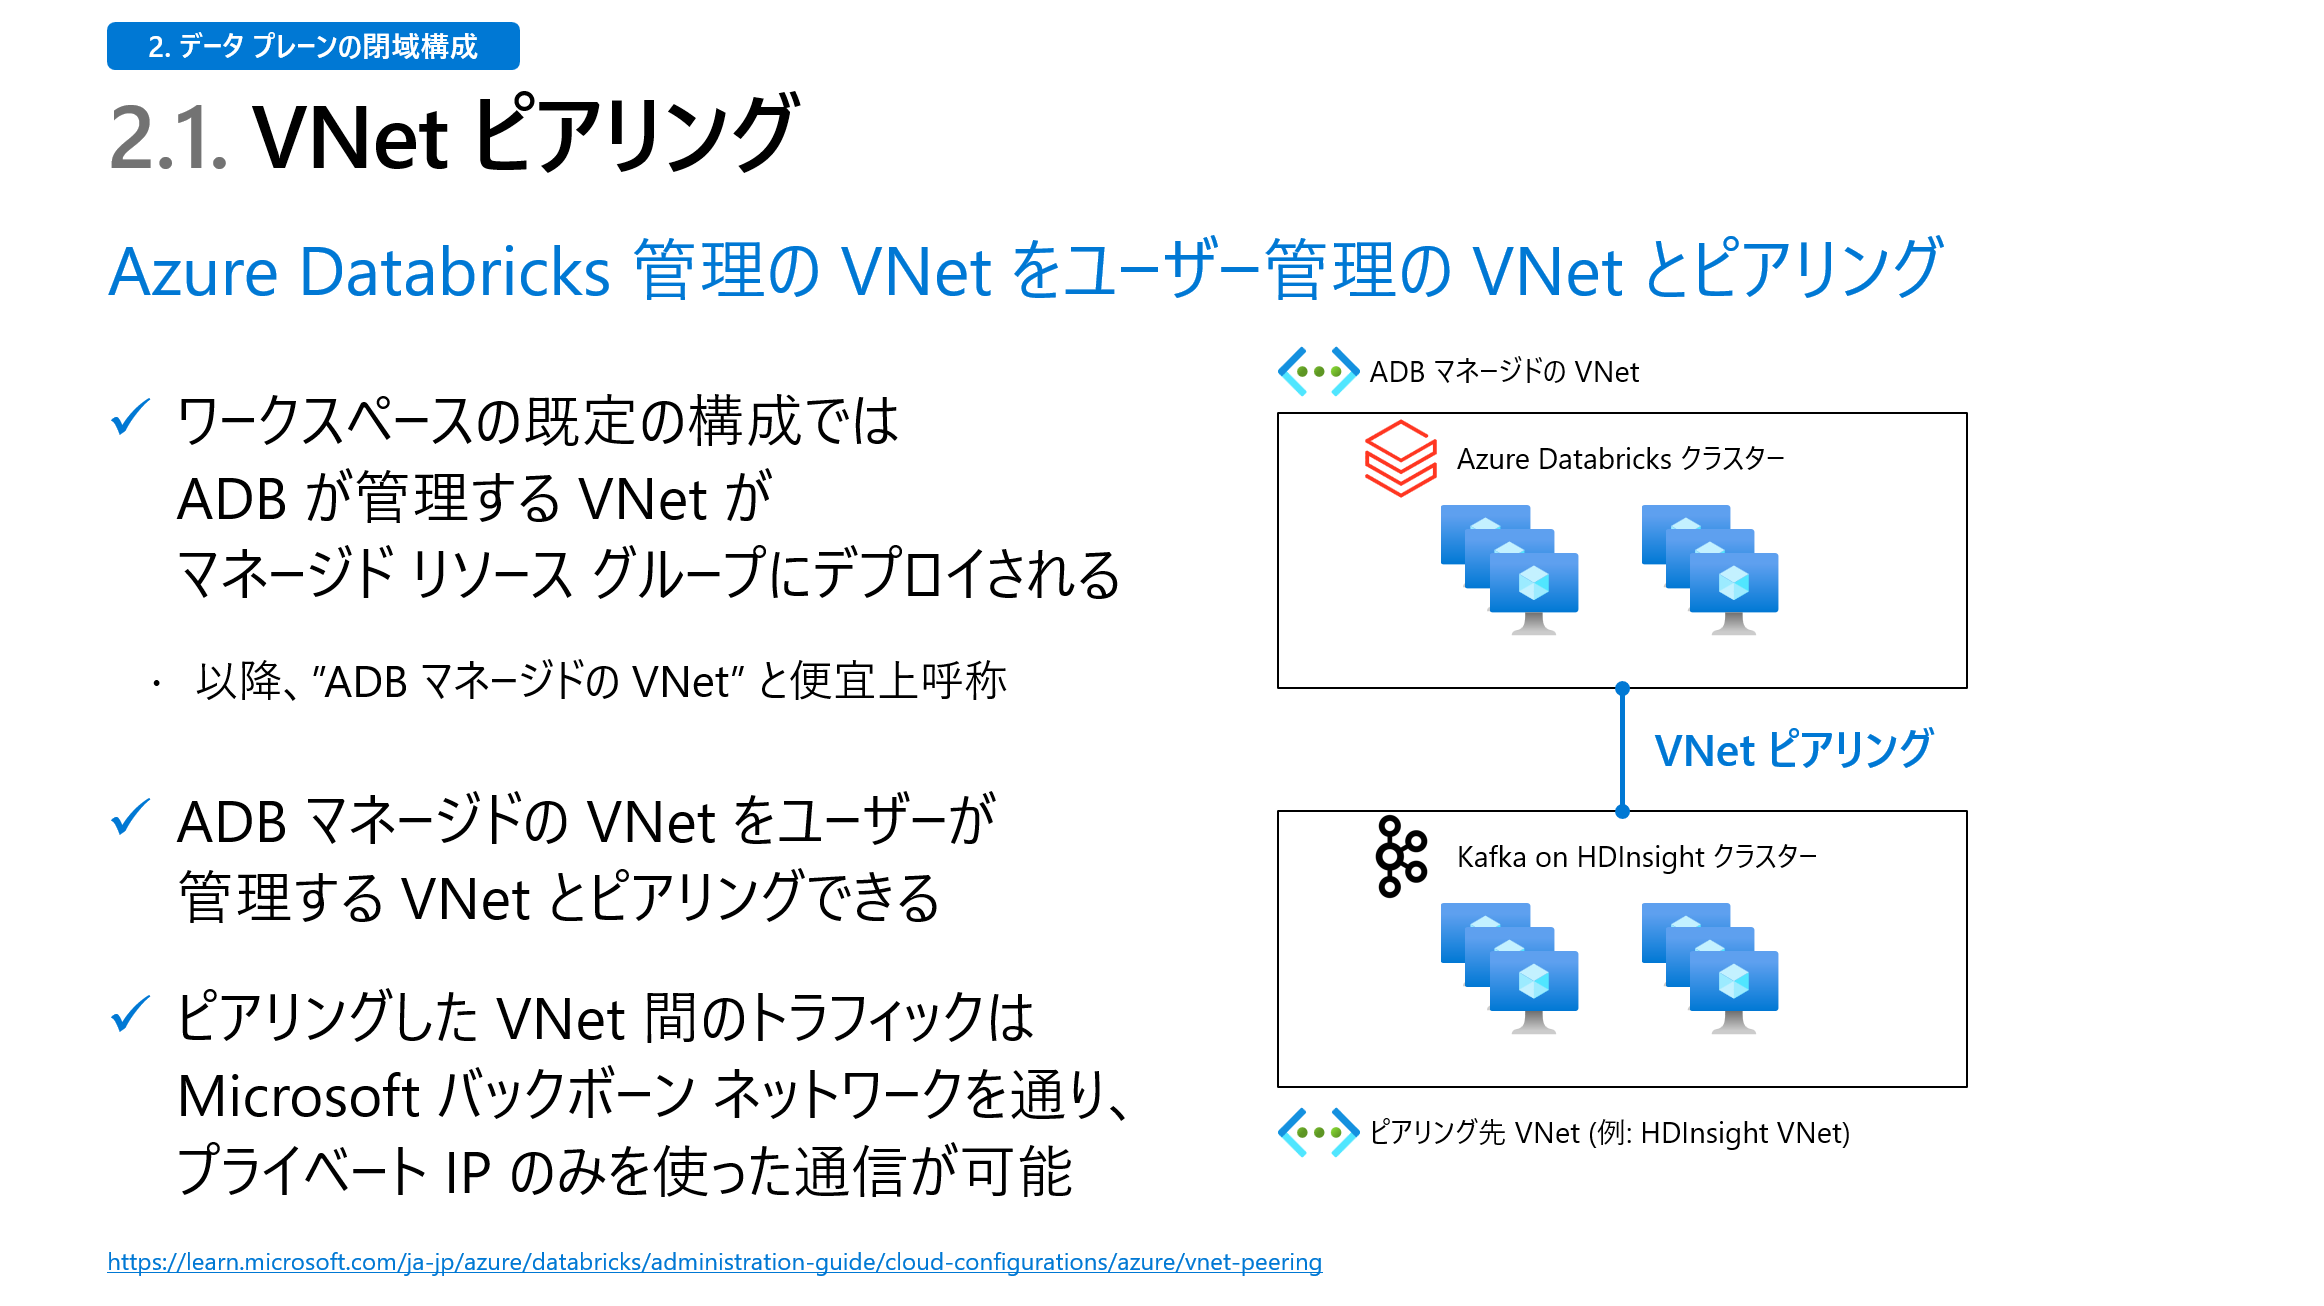 2. データ プレーンの閉域構成
2.1. VNet ピアリング
Azure Databricks 管理の VNet をユーザー管理の VNet とピアリング
✓ ワークスペースの既定の構成では
ADB が管理する VNet が
マネージド リソース グループにデプロイされる
・ 以降、"ADB マネージドの VNet" と便宜上呼称
✓ ADB マネージドの VNet をユーザーが
管理する VNet とピアリングできる
✓ ピアリングした VNet 間のトラフィックは
Microsoft バックボーン ネットワークを通り、
プライベート IP のみを使った通信が可能
ADB マネージドの VNet
Azure Databricks クラスター
VNet ピアリング
Kafka on HDInsight クラスター
ピアリング先 VNet (例: HDInsight VNet)
https://learn.microsoft.com/ja-jp/azure/databricks/administration-guide/cloud-configurations/azure/vnet-peering